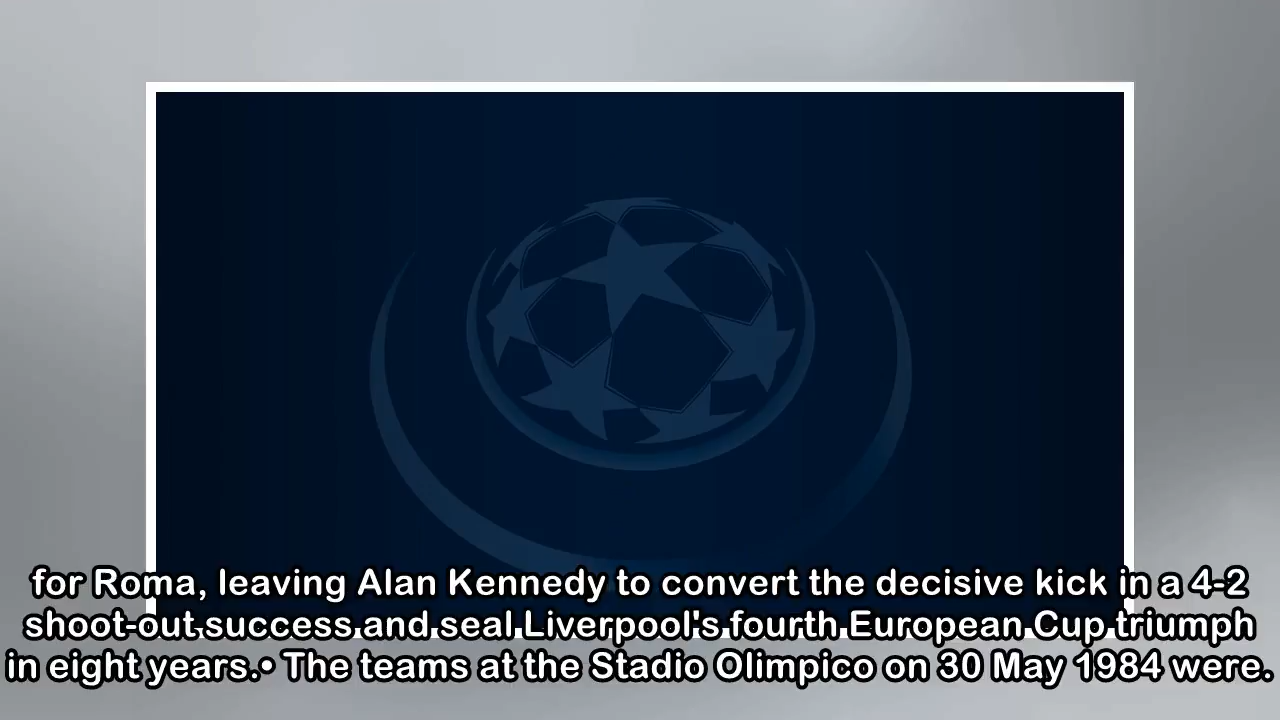 for Roma, leaving Alan Kennedy to convert the decisive kick in a 4-2
shoot-out success and seal Liverpool's fourth European Cup triumph
in eight years.• The teams at the Stadio Olimpico on 30 May 1984 were.